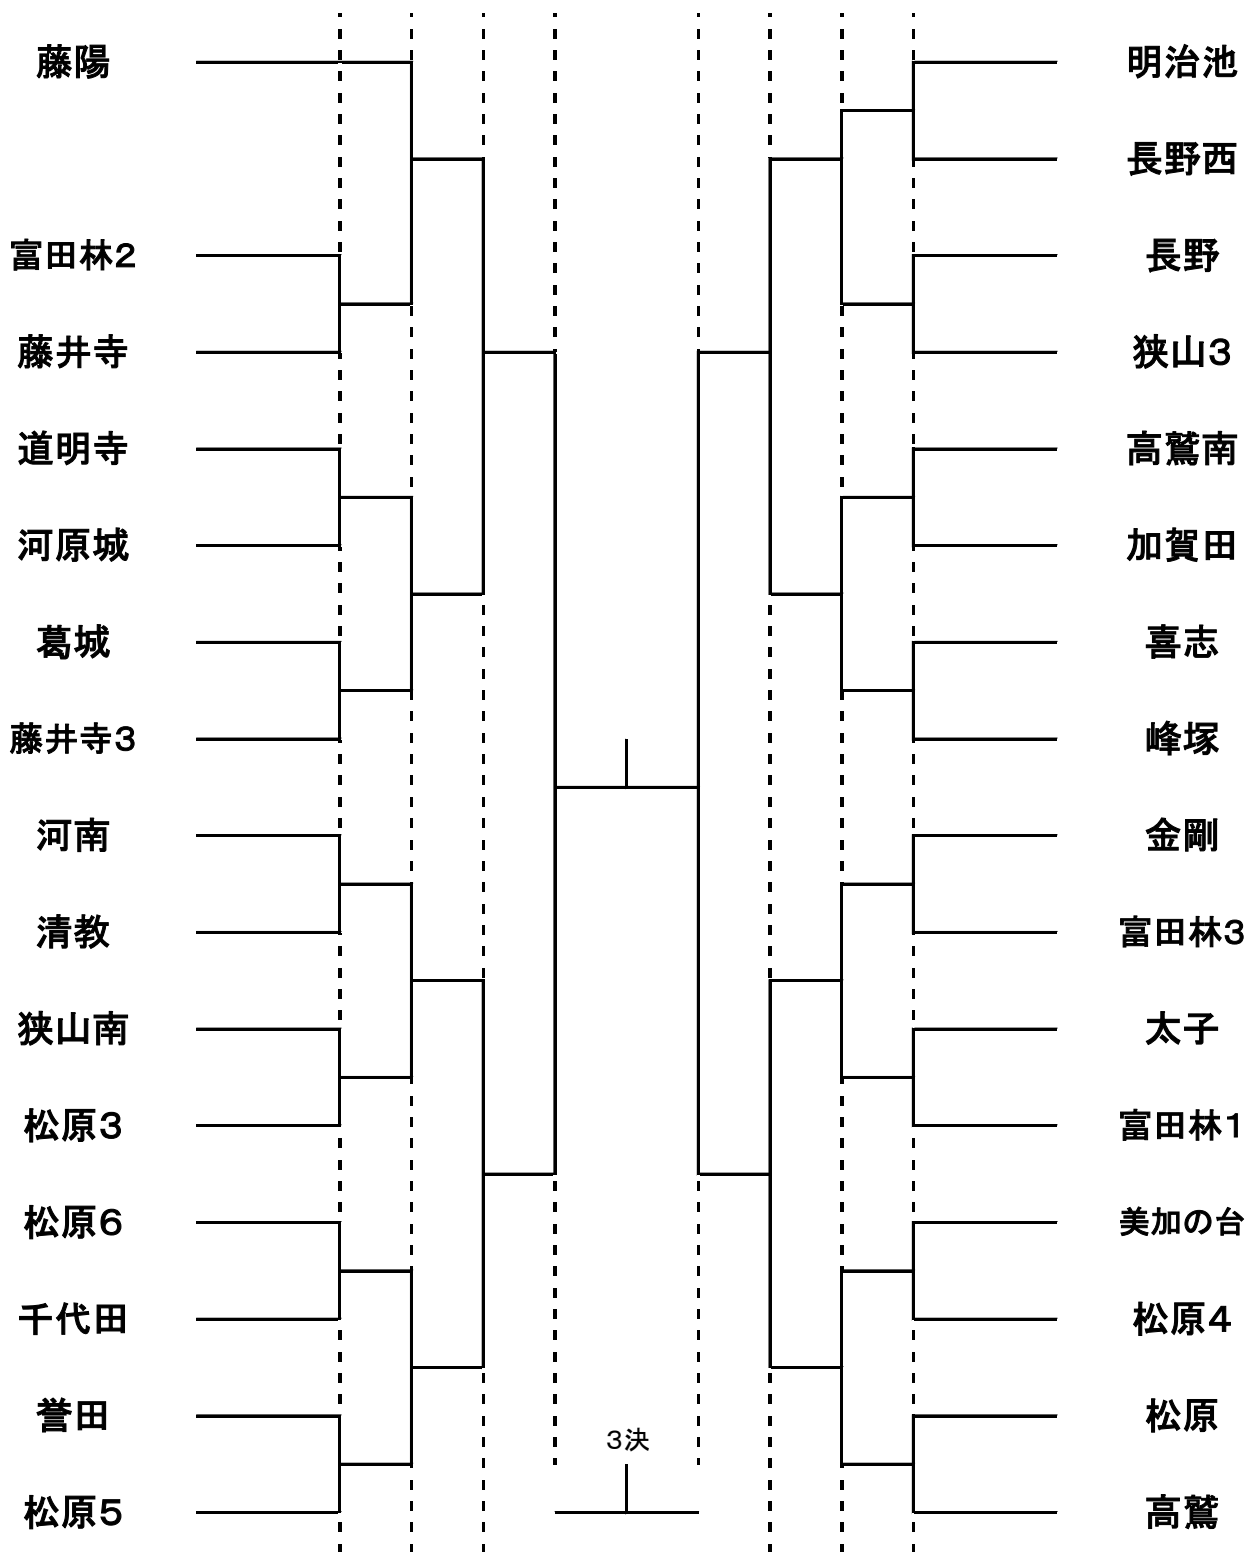 藤陽
富田林2
藤井寺
道明寺
河原城
葛城
藤井寺3
河南
清教
狭山南
松原3
松原6
千代田
誉田
松原5
3決
明治池
長野西
長野
狭山3
高鷲南
加賀田
喜志
峰塚
金剛
富田林3
太子
富田林1
美加の台
松原4
松原
高鷲